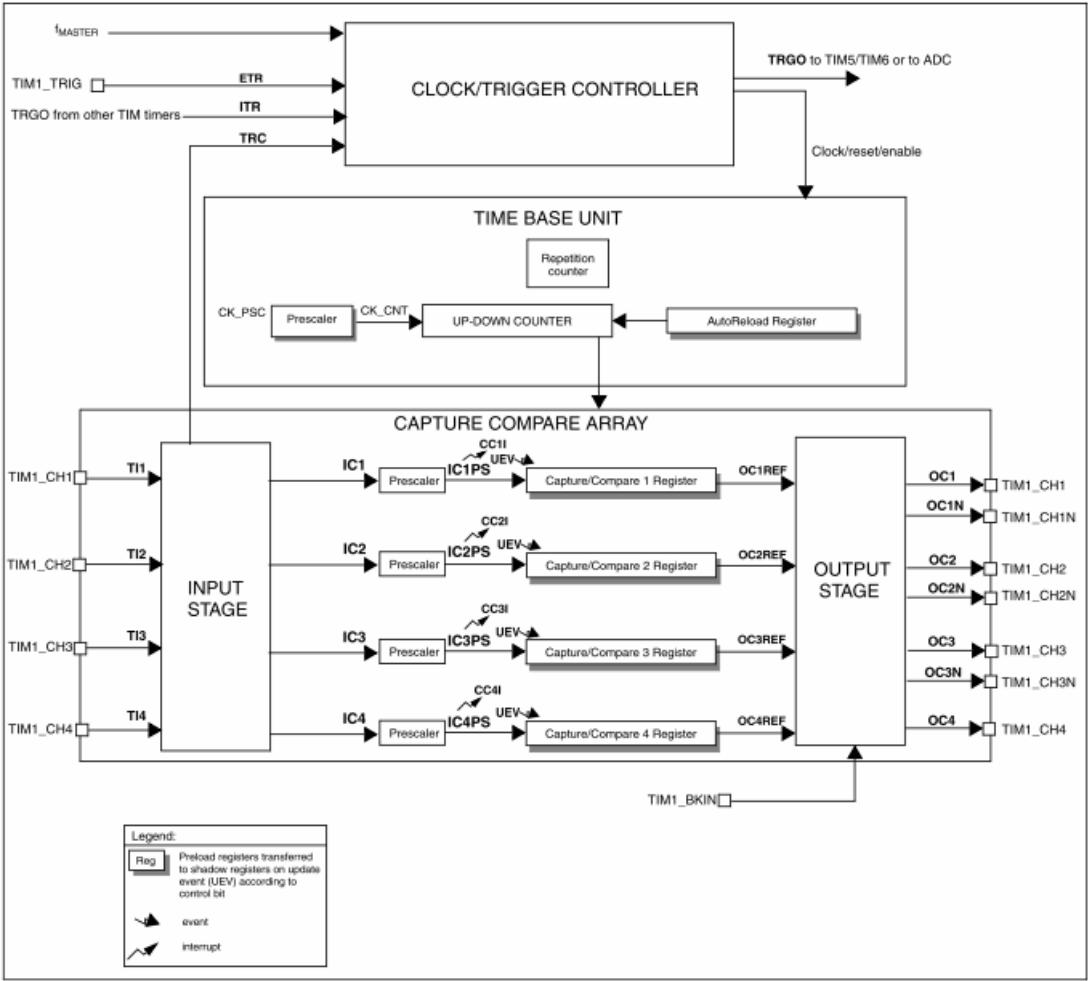 fMASTER
TIM1_TRIG
ETR
TRGO from other TIM timers
ITR
TRC
CLOCK/TRIGGER CONTROLLER
TRGO to TIM5/TIM6 or to ADC
Clock/reset/enable
TIME BASE UNIT
Repetition
counter
CK_PSC
Prescaler
CK_CNT
UP-DOWN COUNTER
AutoReload Register
CAPTURE COMPARE ARRAY
TIM1_CH1
TI1
TIM1_CH2
TI2
TIM1_CH3
TI3
TIM1_CH4
TI4
INPUT
STAGE
IC1
Prescaler
CC1I
UEV
IC1PS
Capture/Compare 1 Register
OC1REF
IC2
Prescaler
CC2I
UEV
IC2PS
Capture/Compare 2 Register
OC2REF
IC3
Prescaler
CC3I
UEV
IC3PS
Capture/Compare 3 Register
OC3REF
IC4
Prescaler
CC4I
UEV
IC4PS
Capture/Compare 4 Register
OC4REF
OUTPUT
STAGE
OC1
TIM1_CH1
OC1N
TIM1_CH1N
OC2
TIM1_CH2
OC2N
TIM1_CH2N
OC3
TIM1_CH3
OC3N
TIM1_CH3N
OC4
TIM1_CH4
TIM1_BKIN
Legend:
Reg
Preload registers transferred
to shadow registers on update
event (UEV) according to
control bit
event
interrupt